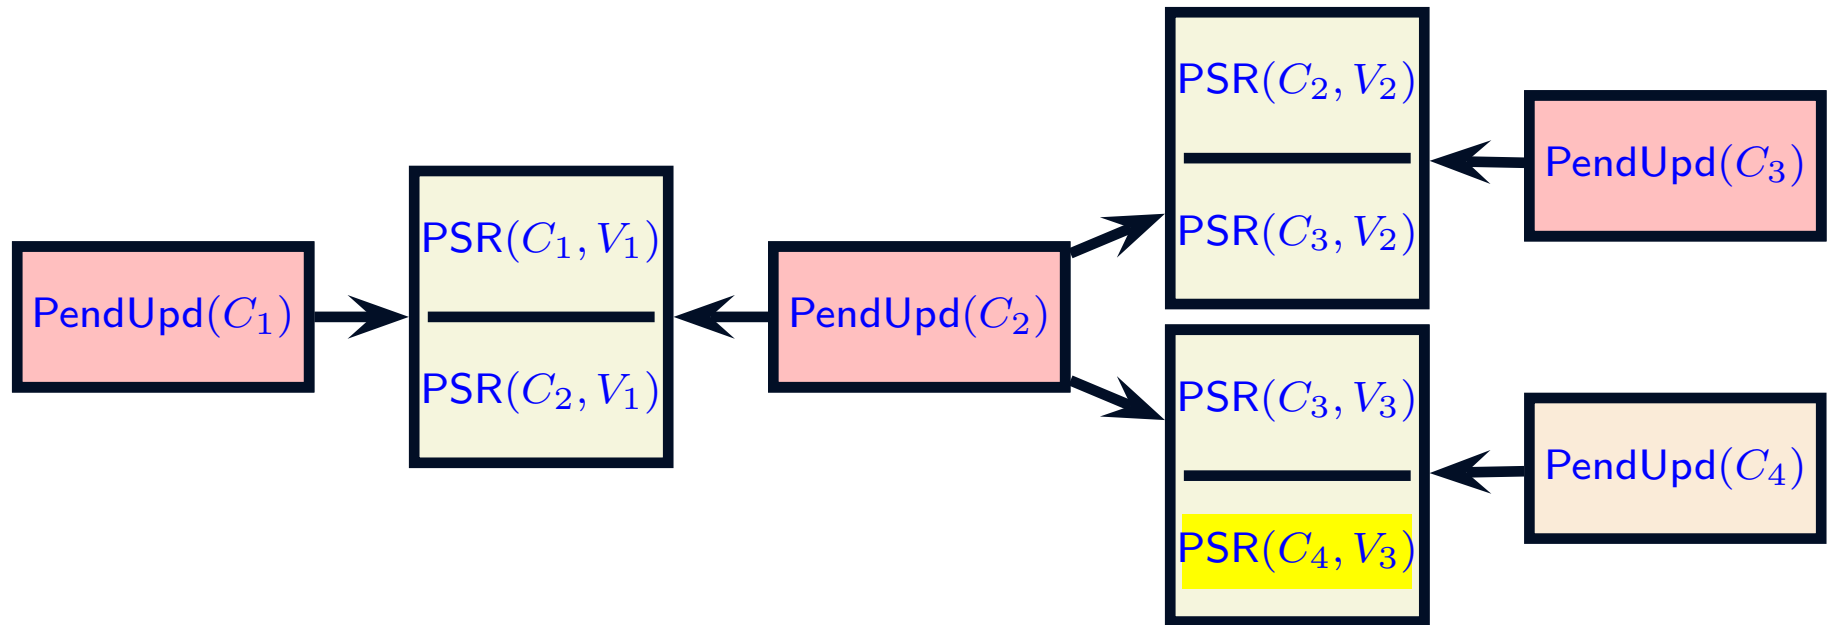 PendUpd(C₁)
PSR(C₁, V₁)
PSR(C₂, V₁)
PendUpd(C₂)
PSR(C₂, V₂)
PSR(C₃, V₂)
PendUpd(C₃)
PSR(C₃, V₃)
PSR(C₄, V₃)
PendUpd(C₄)